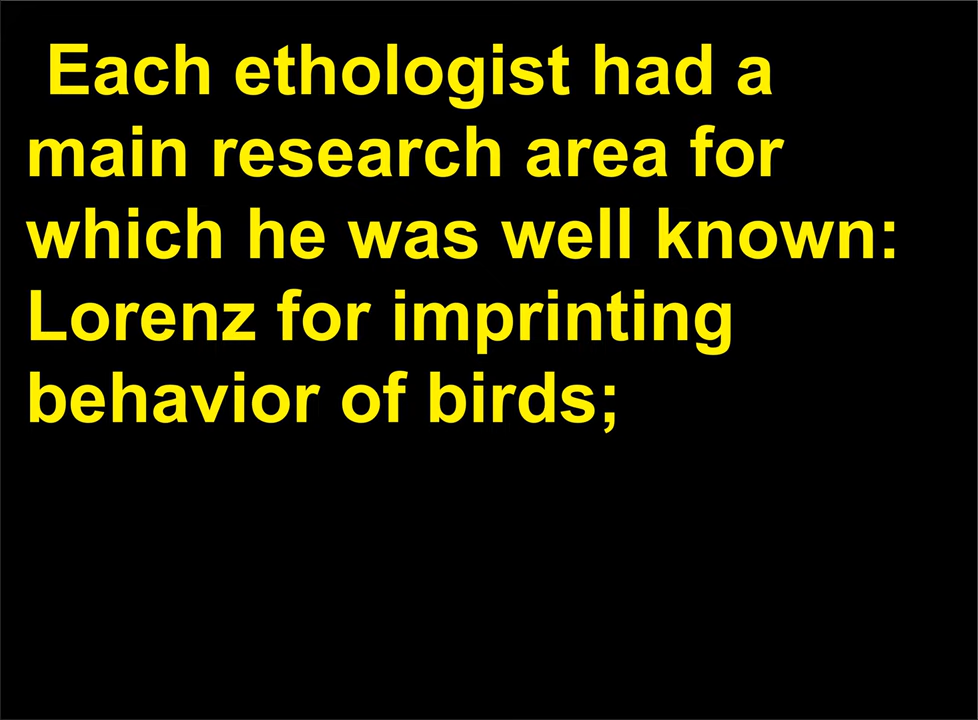 Each ethologist had a
main research area for
which he was well known:
Lorenz for imprinting
behavior of birds;